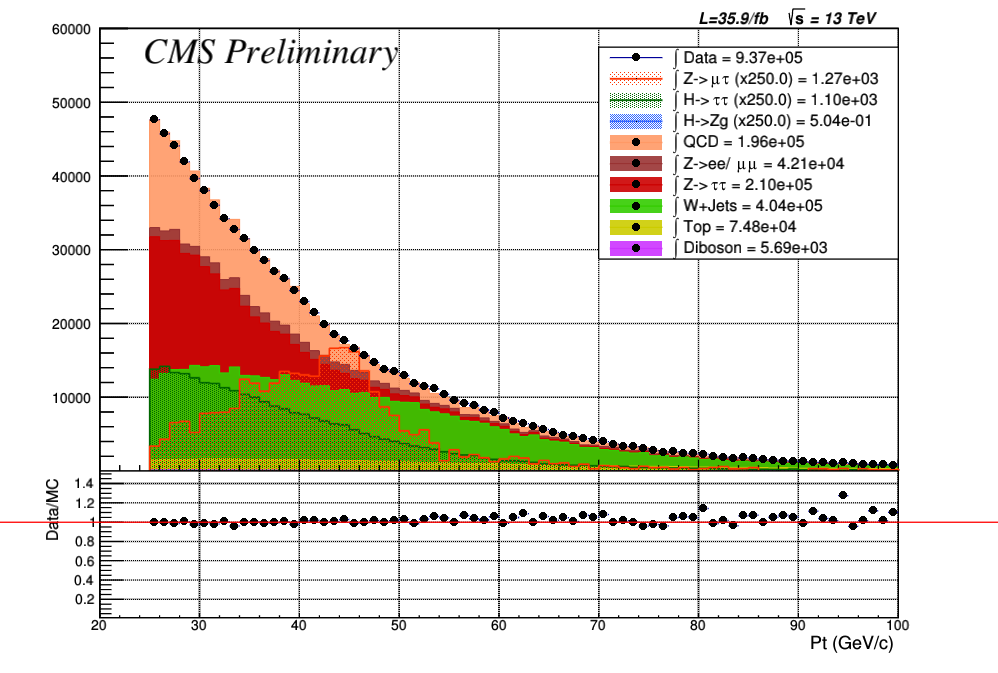 L=35.9/fb √s = 13 TeV
CMS Preliminary
∫ Data = 9.37e+05
∫ Z->μτ (x250.0) = 1.27e+03
∫ H->ττ (x250.0) = 1.10e+03
∫ H->Zg (x250.0) = 5.04e-01
∫ QCD = 1.96e+05
∫ Z->ee/ μμ = 4.21e+04
∫ Z->ττ = 2.10e+05
∫ W+Jets = 4.04e+05
∫ Top = 7.48e+04
∫ Diboson = 5.69e+03
60000
50000
40000
30000
20000
10000
Data/MC
1.4
1.2
1
0.8
0.6
0.4
0.2
20 30 40 50 60 70 80 90 100
Pt (GeV/c)